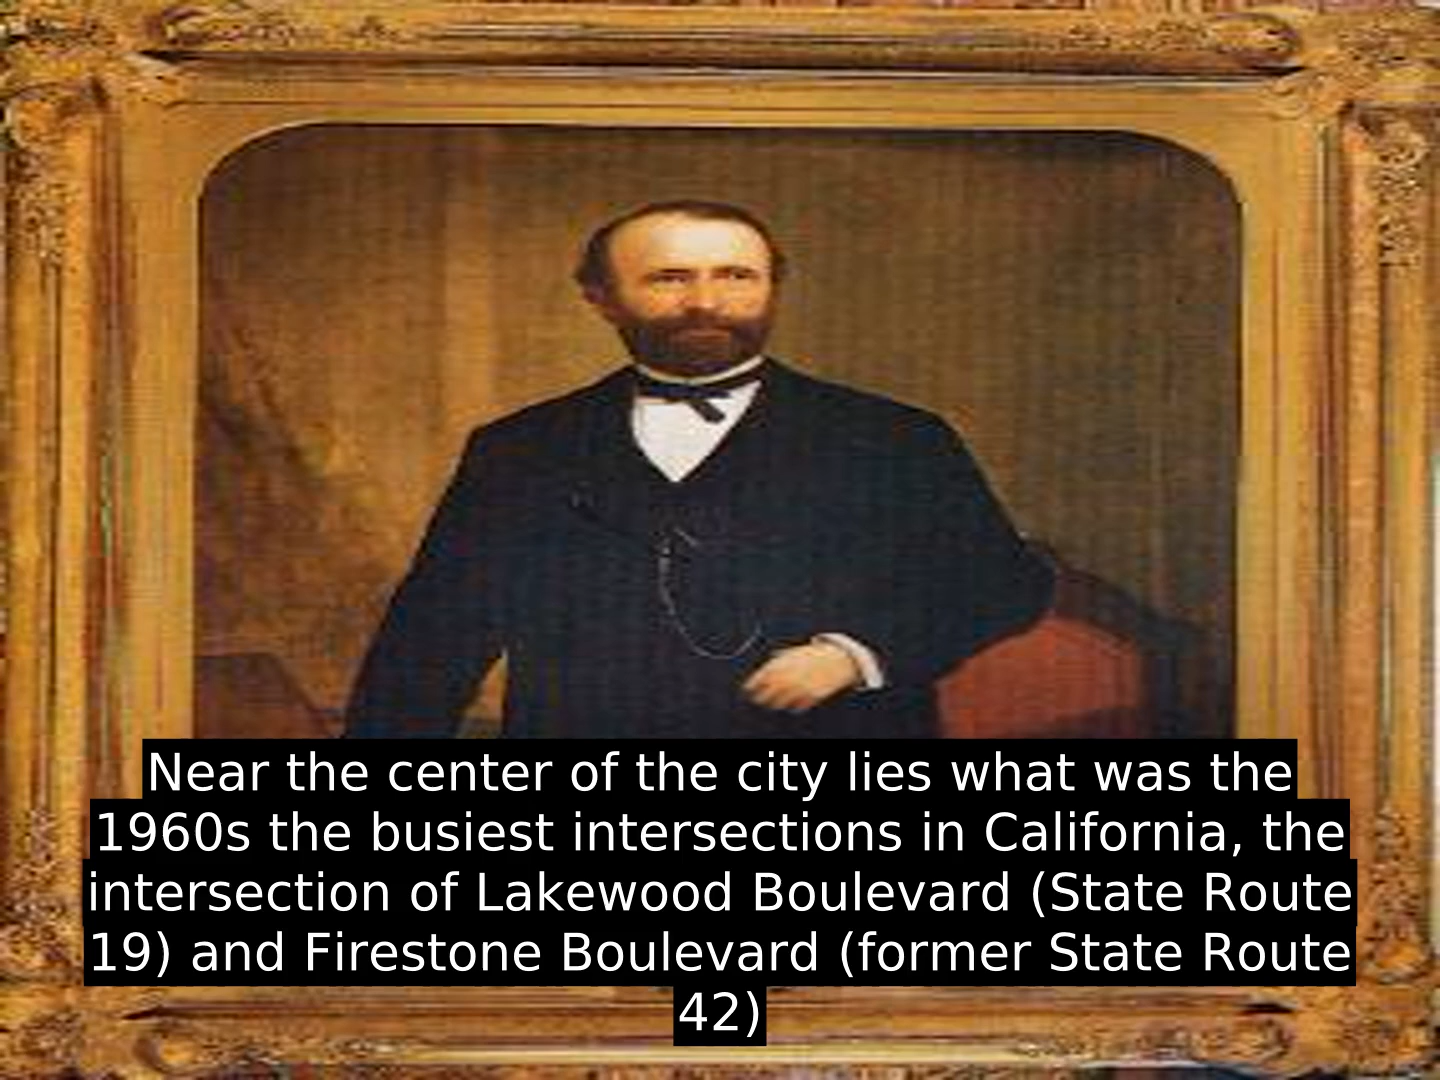 Near the center of the city lies what was the
1960s the busiest intersections in California, the
intersection of Lakewood Boulevard (State Route
19) and Firestone Boulevard (former State Route
42)